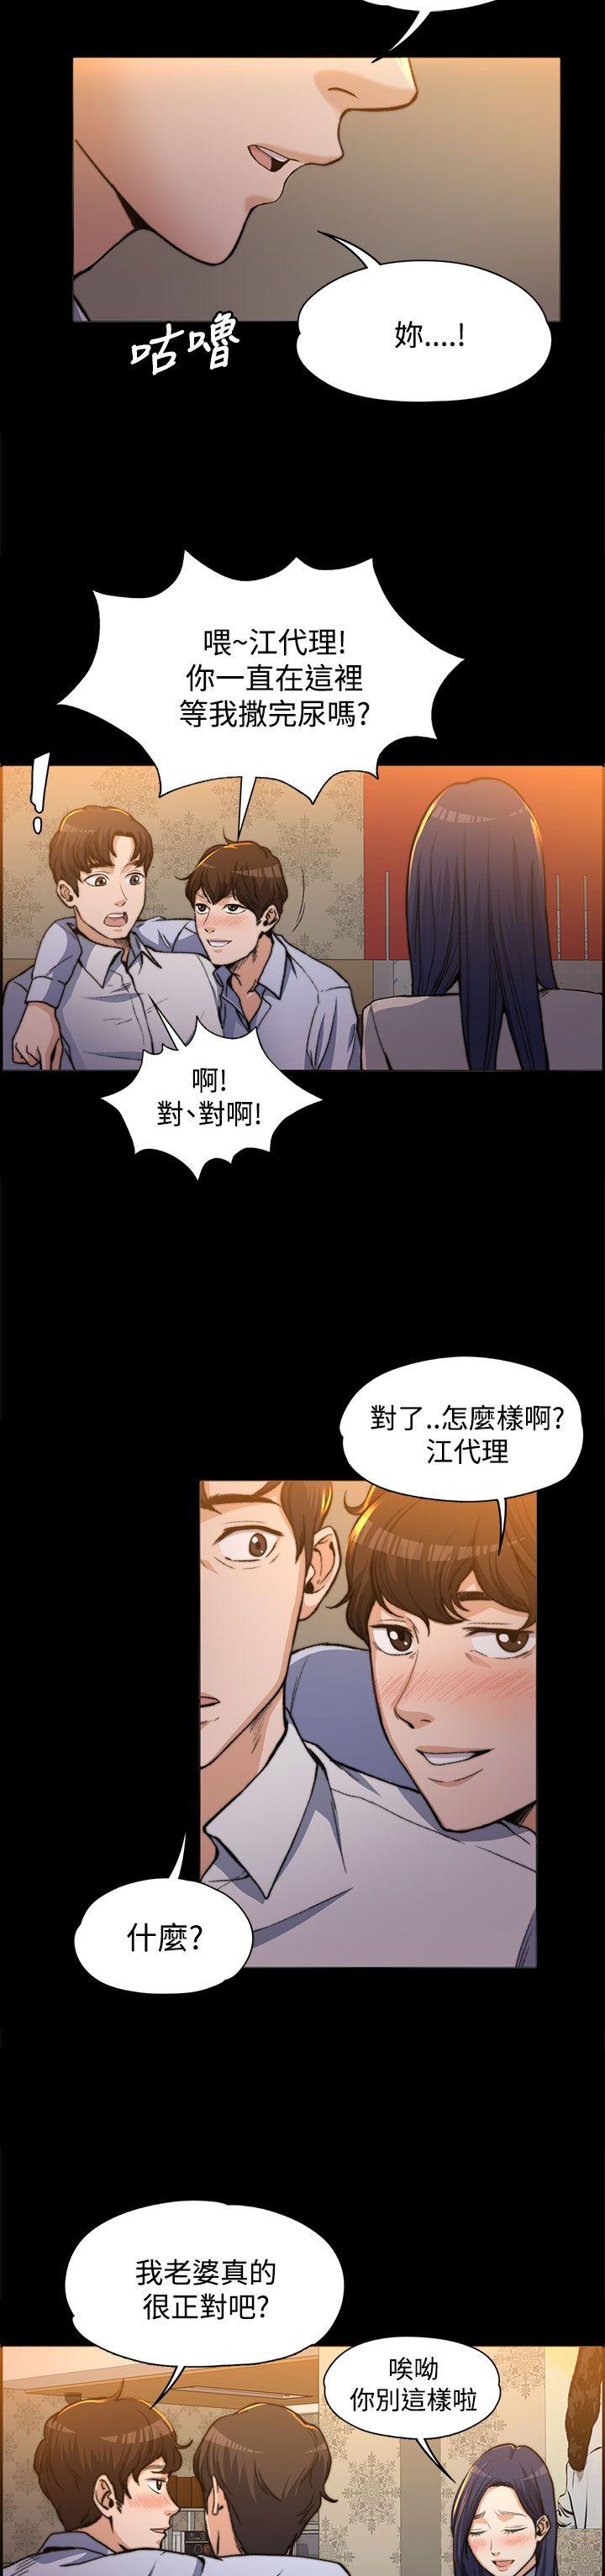 妳....!
咕嚕
喂~江代理!
你一直在這裡
等我撒完尿嗎?
啊!
對、對啊!
對了..怎麼樣啊?
江代理
什麼?
我老婆真的
很正對吧?
唉呦
你別這樣啦